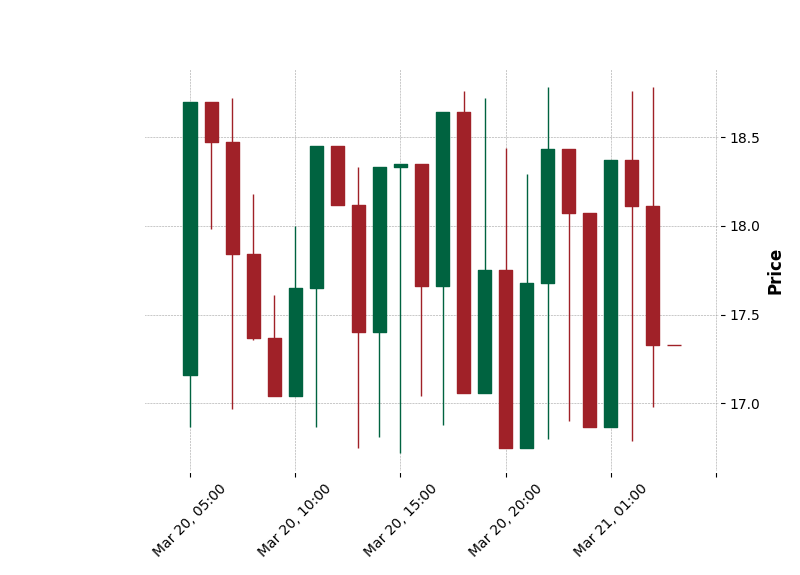 18.5
18.0
17.5
17.0
Price
Mar 20, 05:00
Mar 20, 10:00
Mar 20, 15:00
Mar 20, 20:00
Mar 21, 01:00